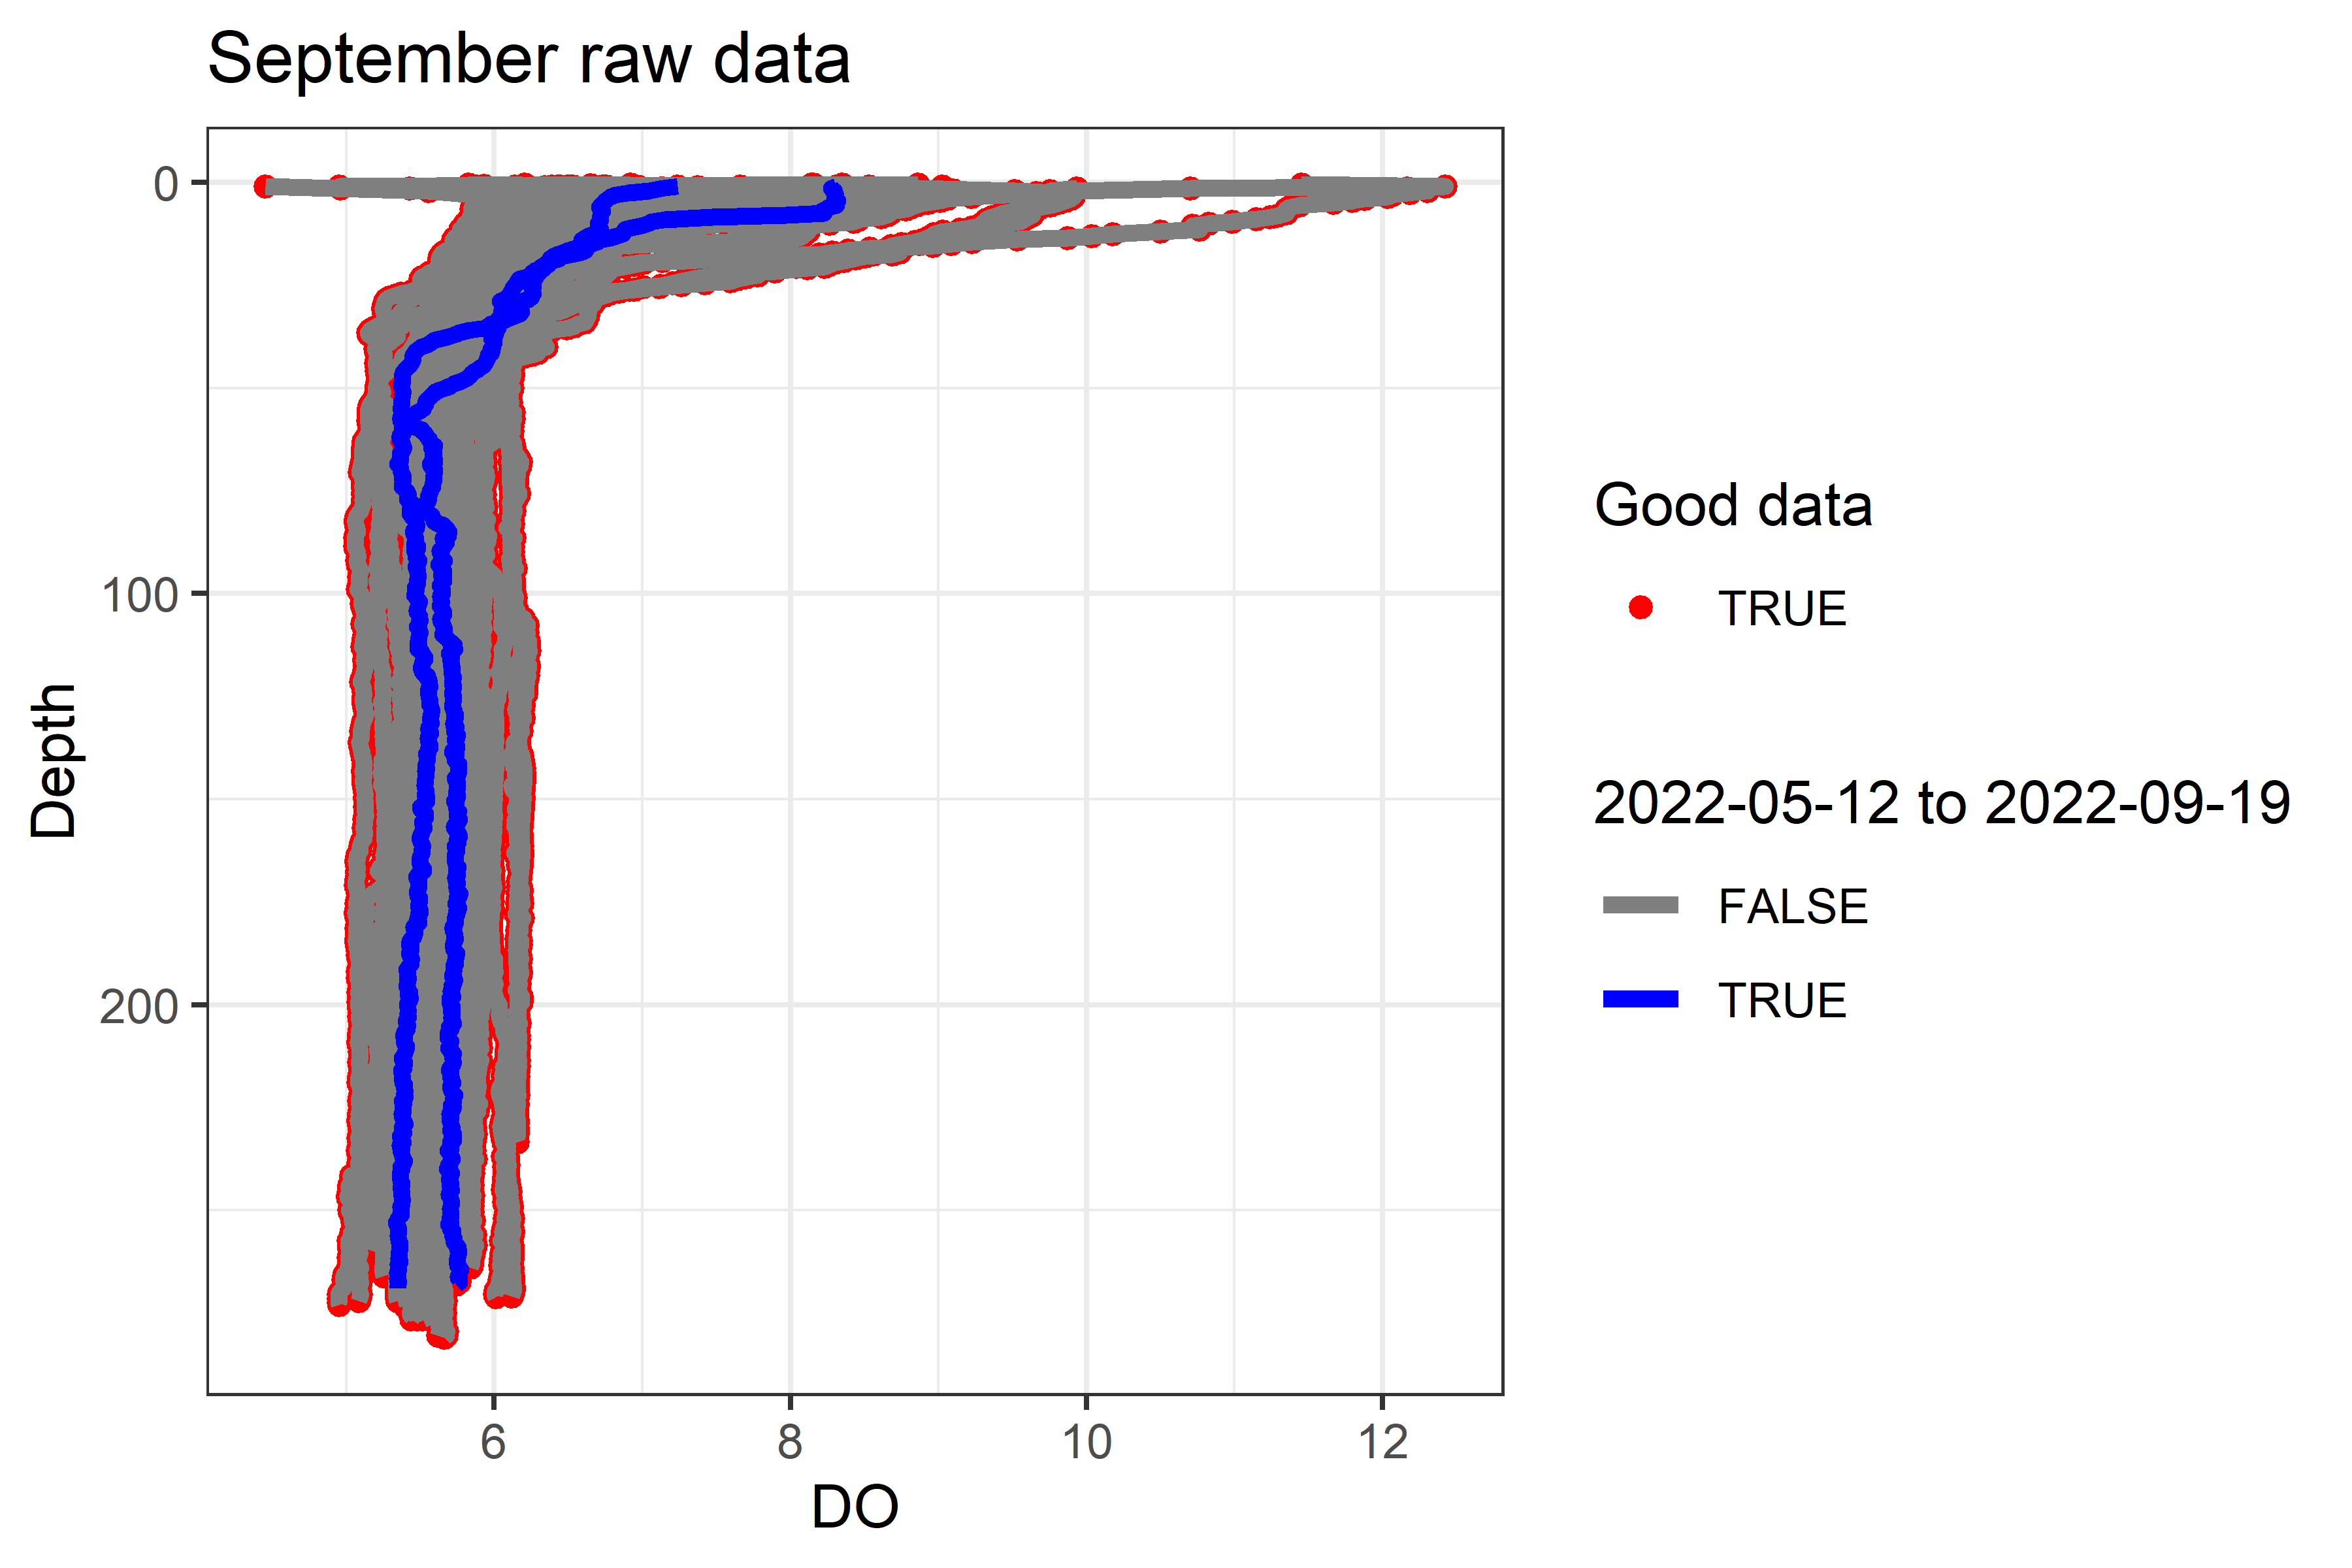 September raw data
0
100
200
Depth
6
8
10
12
DO
Good data
TRUE
2022-05-12 to 2022-09-19
FALSE
TRUE